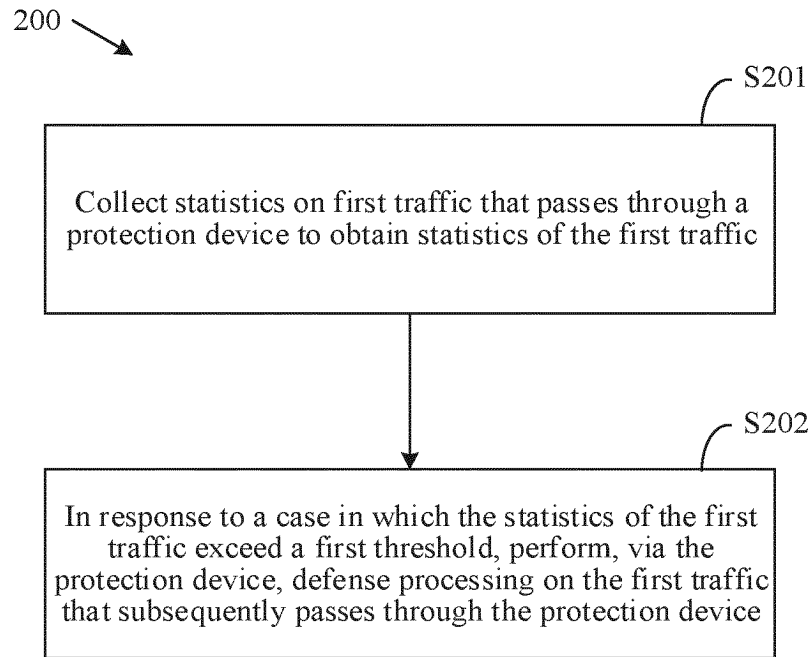 200
S201
Collect statistics on first traffic that passes through a
protection device to obtain statistics of the first traffic
S202
In response to a case in which the statistics of the first
traffic exceed a first threshold, perform, via the
protection device, defense processing on the first traffic
that subsequently passes through the protection device